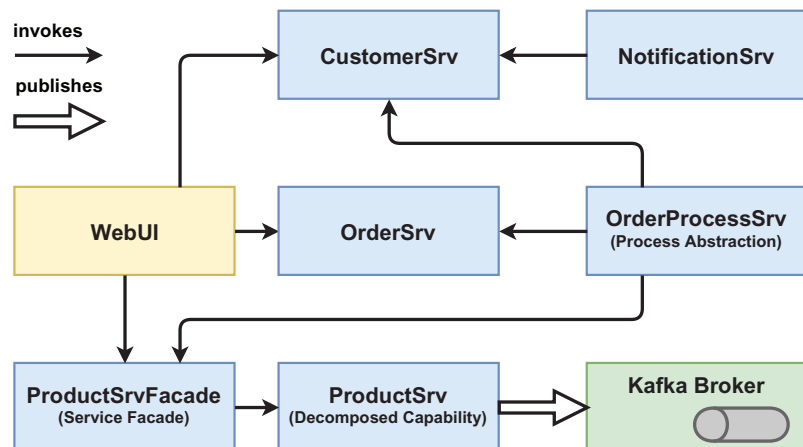 invokes
publishes
CustomerSrv
NotificationSrv
WebUI
OrderSrv
OrderProcessSrv
(Process Abstraction)
ProductSrvFacade
(Service Facade)
ProductSrv
(Decomposed Capability)
Kafka Broker